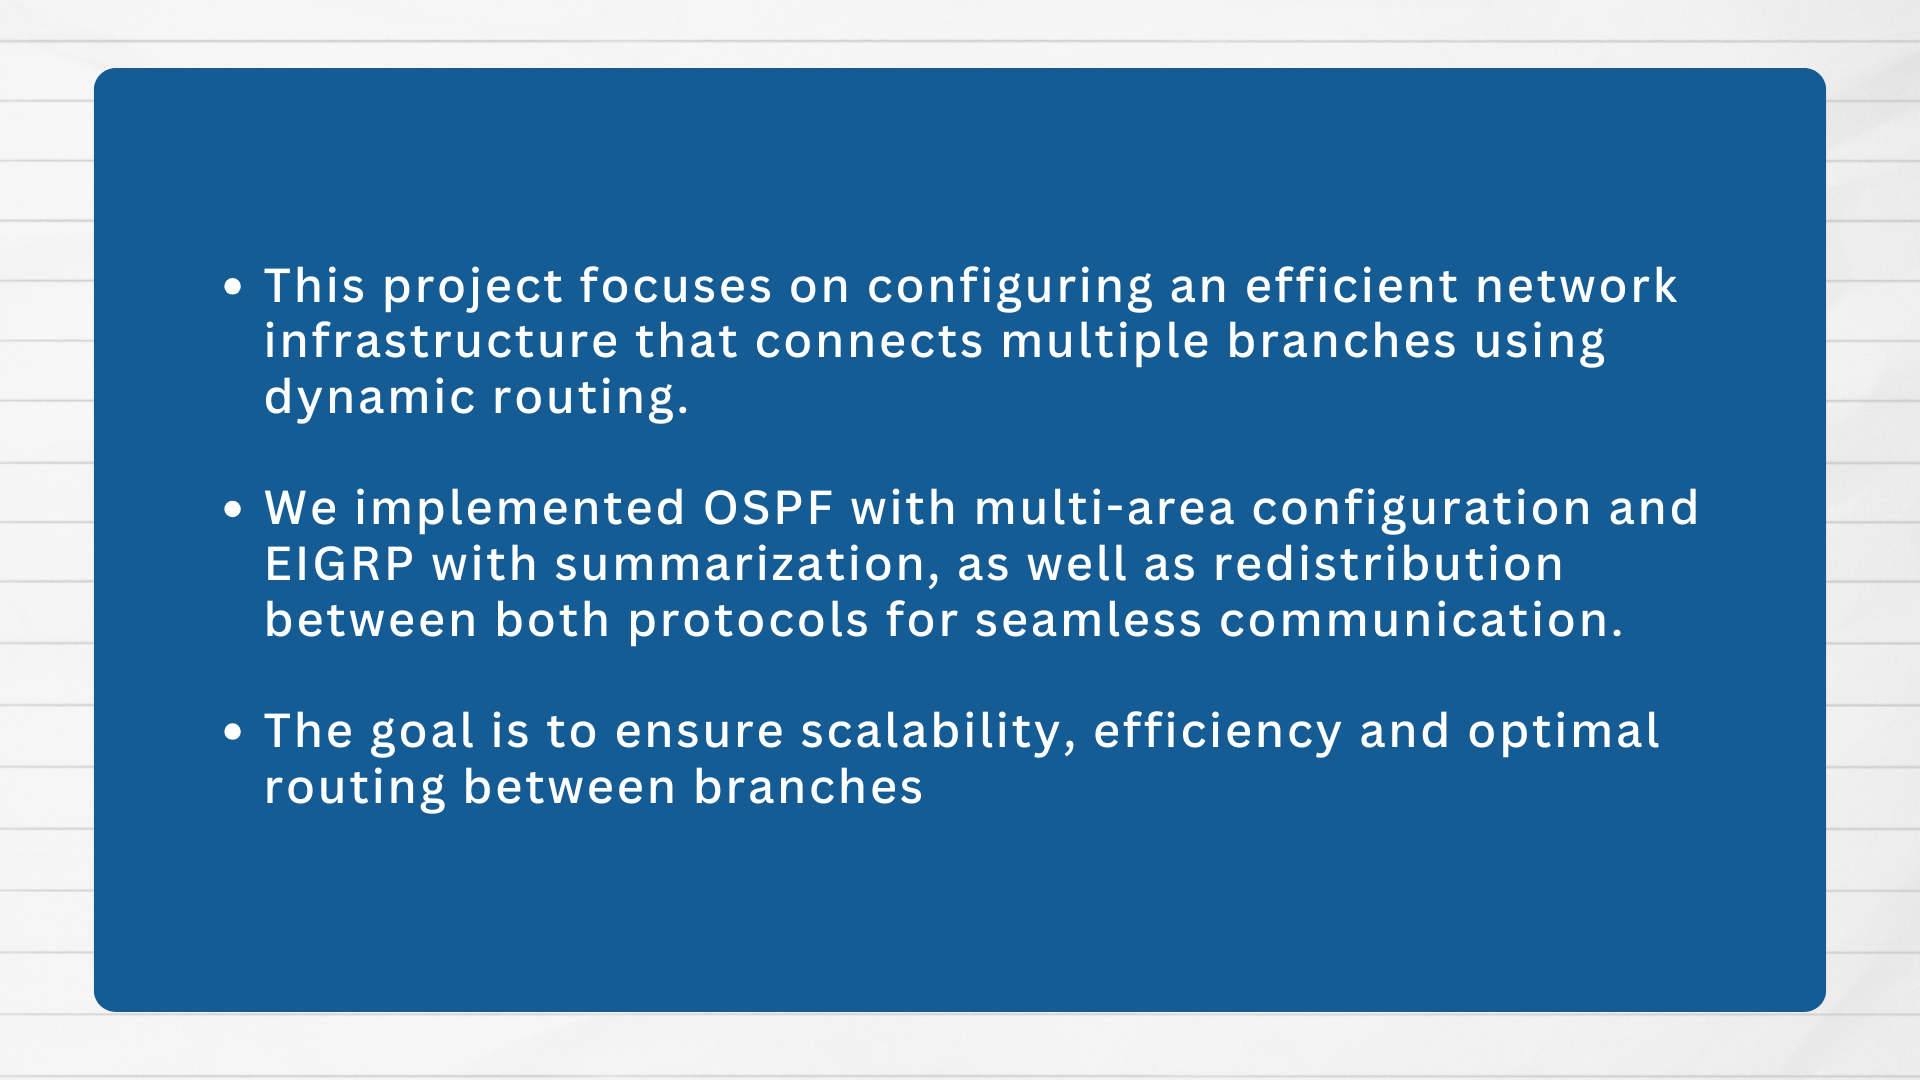 • This project focuses on configuring an efficient network
infrastructure that connects multiple branches using
dynamic routing.
• We implemented OSPF with multi-area configuration and
EIGRP with summarization, as well as redistribution
between both protocols for seamless communication.
• The goal is to ensure scalability, efficiency and optimal
routing between branches